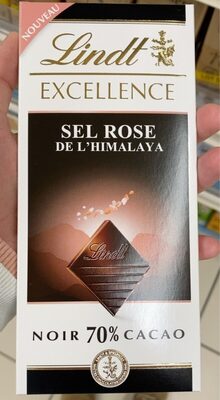 NOUVEAU
Lindt
EXCELLENCE
SEL ROSE
DE L'HIMALAYA
Lindt
NOIR 70% CACAO